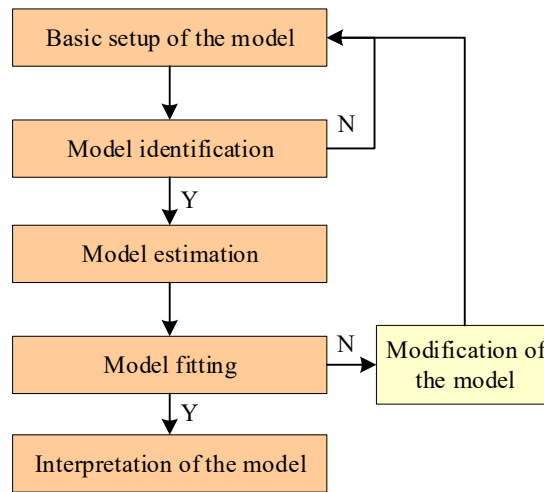 Basic setup of the model
N
Model identification
Y
Model estimation
N
Model fitting
Modification of
the model
Y
Interpretation of the model